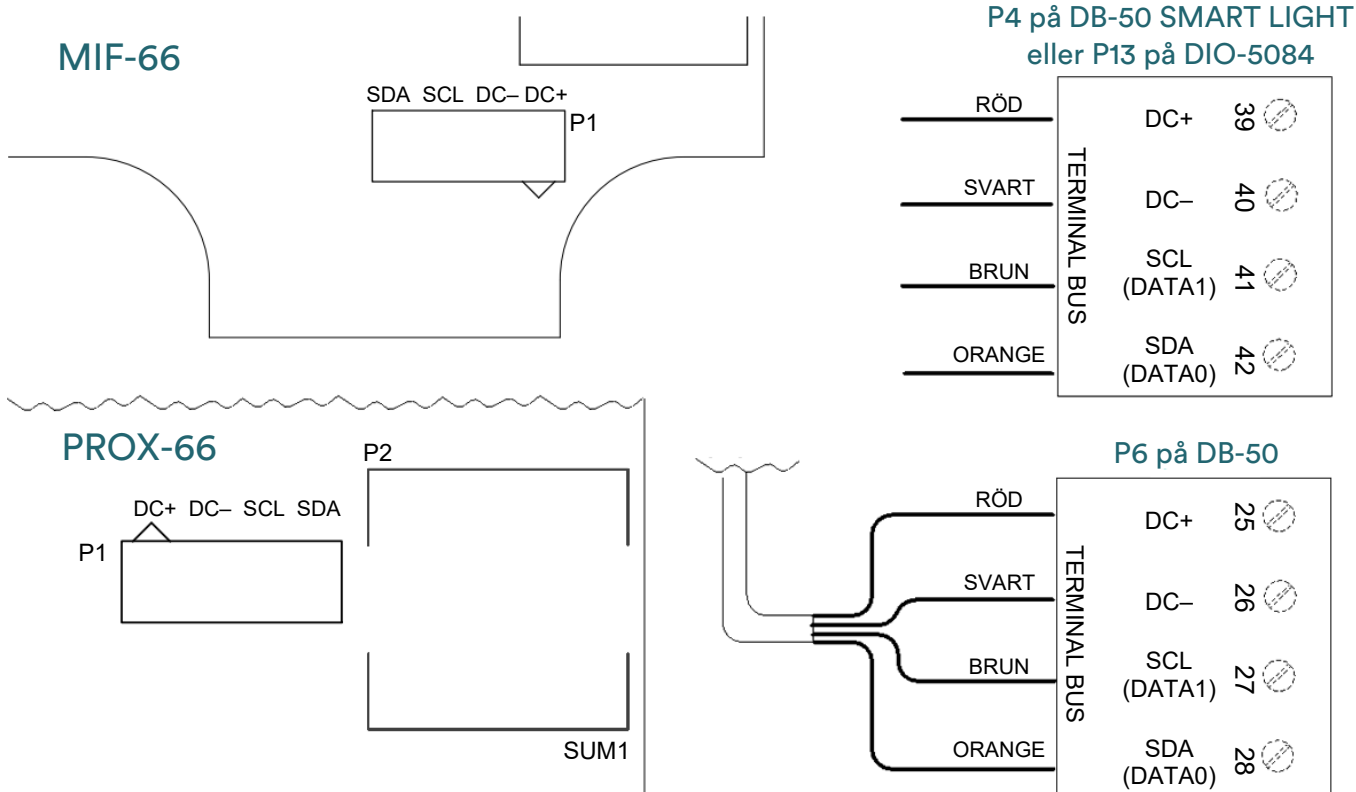 MIF-66
SDA SCL DC– DC+
P1
P4 på DB-50 SMART LIGHT
eller P13 på DIO-5084
RÖD
SVART
BRUN
ORANGE
TERMINAL BUS
DC+ 39
DC– 40
SCL
(DATA1) 41
SDA
(DATA0) 42
PROX-66
DC+ DC– SCL SDA
P1
P2
SUM1
P6 på DB-50
RÖD
SVART
BRUN
ORANGE
TERMINAL BUS
DC+ 25
DC– 26
SCL
(DATA1) 27
SDA
(DATA0) 28